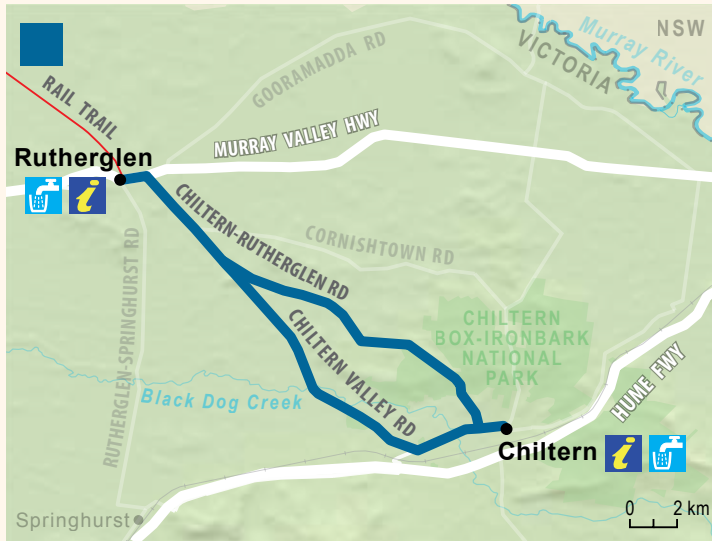 NSW
Murray River
VICTORIA
GOORAMADDA RD
RAIL TRAIL
MURRAY VALLEY HWY
Rutherglen
i
CHILTERN-RUTHERGLEN RD
CORNISHTOWN RD
RUTHERGLEN-SPRINGHURST RD
CHILTERN
BOX-IRONBARK
NATIONAL
PARK
CHILTERN VALLEY RD
HUME FWY
Black Dog Creek
Chiltern
i
Springhurst
0 2 km